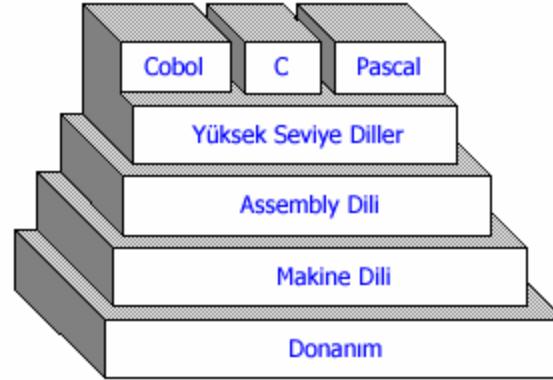 Cobol C Pascal
Yüksek Seviye Diller
Assembly Dili
Makine Dili
Donanım